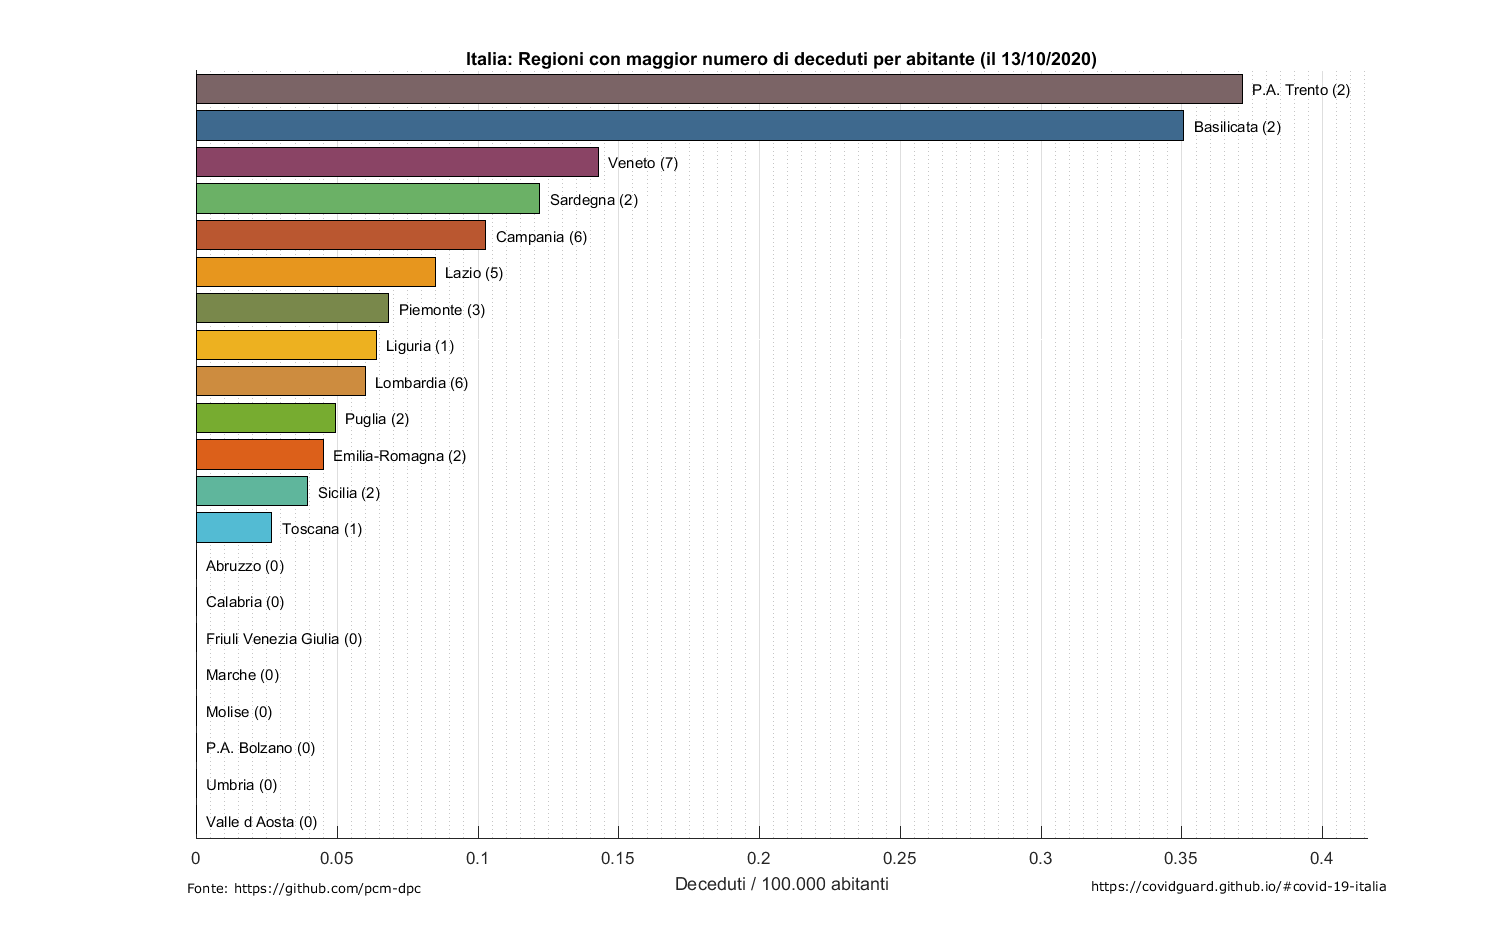 Italia: Regioni con maggior numero di deceduti per abitante (il 13/10/2020)
P.A. Trento (2)
Basilicata (2)
Veneto (7)
Sardegna (2)
Campania (6)
Lazio (5)
Piemonte (3)
Liguria (1)
Lombardia (6)
Puglia (2)
Emilia-Romagna (2)
Sicilia (2)
Toscana (1)
Abruzzo (0)
Calabria (0)
Friuli Venezia Giulia (0)
Marche (0)
Molise (0)
P.A. Bolzano (0)
Umbria (0)
Valle d Aosta (0)
0 0.05 0.1 0.15 0.2 0.25 0.3 0.35 0.4
Deceduti / 100.000 abitanti
Fonte: https://github.com/pcm-dpc
https://covidguard.github.io/#covid-19-italia